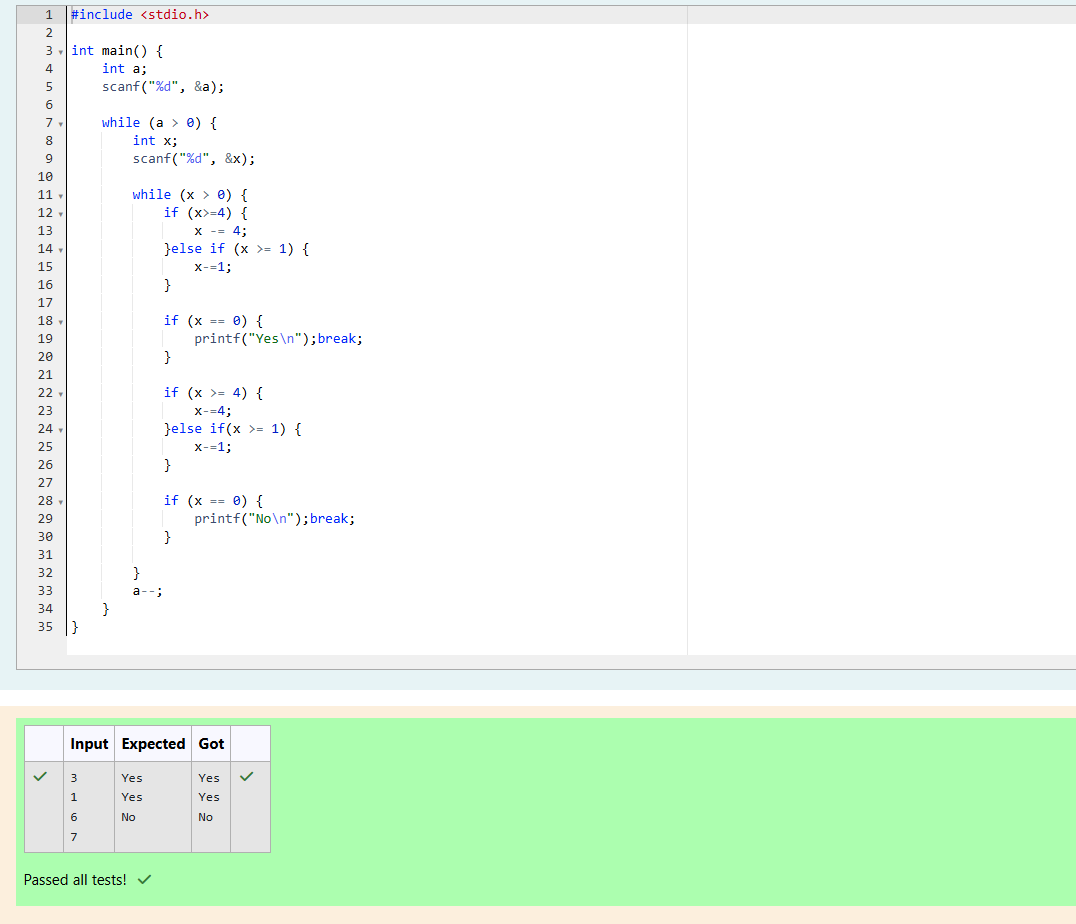 1 #include <stdio.h>
2
3 int main() {
4     int a;
5     scanf("%d", &a);
6
7     while (a > 0) {
8         int x;
9         scanf("%d", &x);
10
11         while (x > 0) {
12             if (x>=4) {
13                 x -= 4;
14             }else if (x >= 1) {
15                 x-=1;
16             }
17
18             if (x == 0) {
19                 printf("Yes\n");break;
20             }
21
22             if (x >= 4) {
23                 x-=4;
24             }else if(x >= 1) {
25                 x-=1;
26             }
27
28             if (x == 0) {
29                 printf("No\n");break;
30             }
31
32         }
33         a--;
34     }
35 }
Input Expected Got
3 Yes Yes
1 Yes Yes
6 No No
7
Passed all tests!